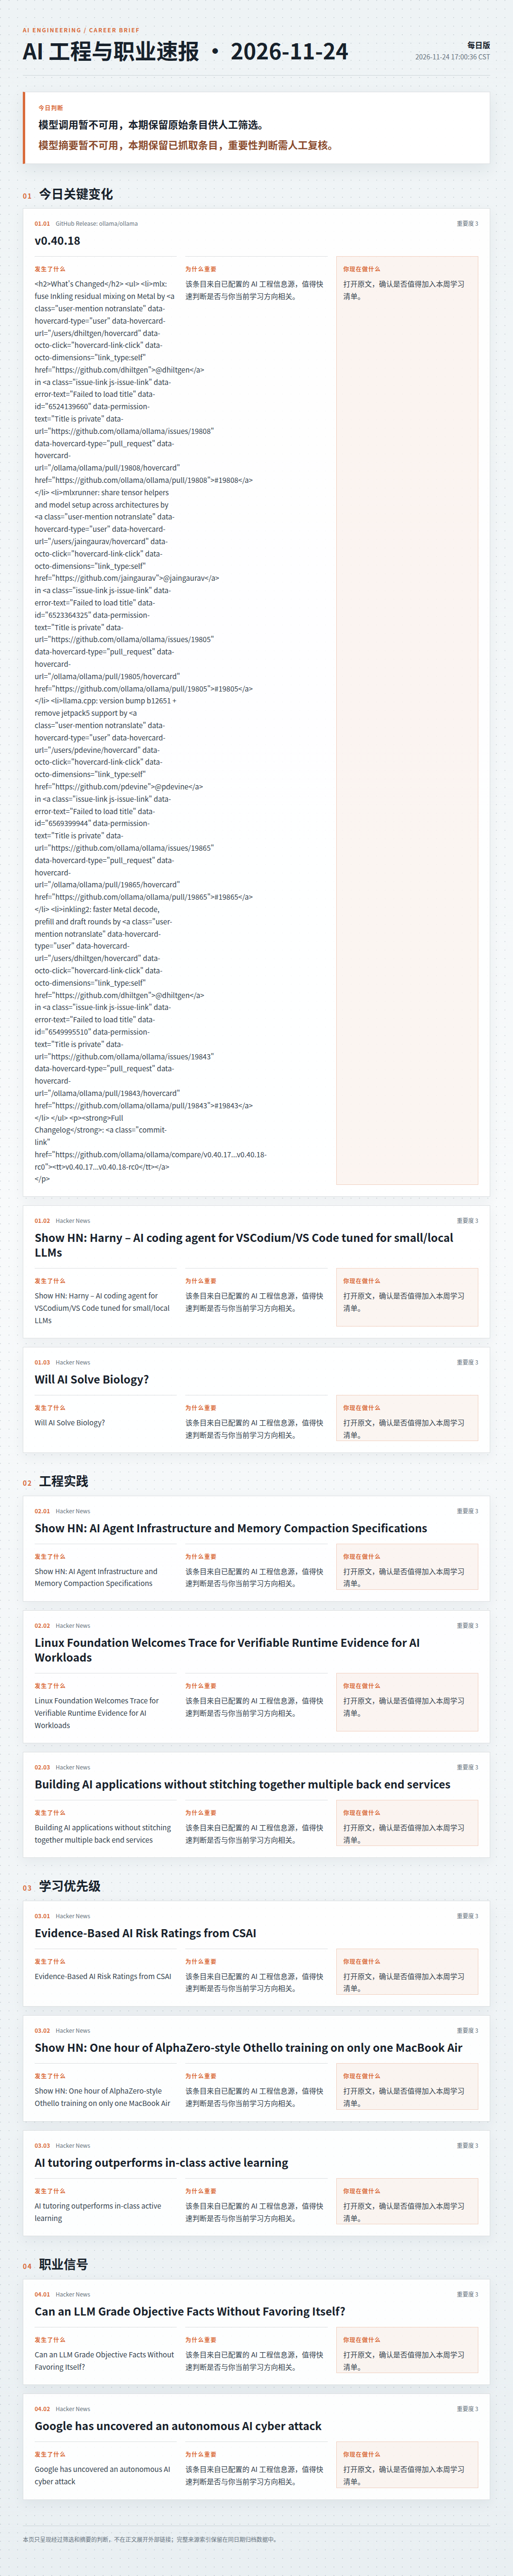 AI ENGINEERING / CAREER BRIEF
AI 工程与职业速报 · 2026-11-24
每日版
2026-11-24 17:00:36 CST
今日判断
模型调用暂不可用，本期保留原始条目供人工筛选。
模型摘要暂不可用，本期保留已抓取条目，重要性判断需人工复核。
01 今日关键变化
01.01 GitHub Release: ollama/ollama
重要度 3
v0.40.18
发生了什么
<h2>What's Changed</h2> <ul> <li>mlx:
fuse Inkling residual mixing on Metal by <a
class="user-mention notranslate" data-
hovercard-type="user" data-hovercard-
url="/users/dhiltgen/hovercard" data-
octo-click="hovercard-link-click" data-
octo-dimensions="link_type:self"
href="https://github.com/dhiltgen">@dhiltgen</a>
in <a class="issue-link js-issue-link" data-
error-text="Failed to load title" data-
id="6524139660" data-permission-
text="Title is private" data-
url="https://github.com/ollama/ollama/issues/19808"
data-hovercard-type="pull_request" data-
hovercard-
url="/ollama/ollama/pull/19808/hovercard"
href="https://github.com/ollama/ollama/pull/19808">#19808</a>
</li> <li>mlxrunner: share tensor helpers
and model setup across architectures by
<a class="user-mention notranslate" data-
hovercard-type="user" data-hovercard-
url="/users/jaingaurav/hovercard" data-
octo-click="hovercard-link-click" data-
octo-dimensions="link_type:self"
href="https://github.com/jaingaurav">@jaingaurav</a>
in <a class="issue-link js-issue-link" data-
error-text="Failed to load title" data-
id="6523364325" data-permission-
text="Title is private" data-
url="https://github.com/ollama/ollama/issues/19805"
data-hovercard-type="pull_request" data-
hovercard-
url="/ollama/ollama/pull/19805/hovercard"
href="https://github.com/ollama/ollama/pull/19805">#19805</a>
</li> <li>llama.cpp: version bump b12651 +
remove jetpack5 support by <a
class="user-mention notranslate" data-
hovercard-type="user" data-hovercard-
url="/users/pdevine/hovercard" data-
octo-click="hovercard-link-click" data-
octo-dimensions="link_type:self"
href="https://github.com/pdevine">@pdevine</a>
in <a class="issue-link js-issue-link" data-
error-text="Failed to load title" data-
id="6569399944" data-permission-
text="Title is private" data-
url="https://github.com/ollama/ollama/issues/19865"
data-hovercard-type="pull_request" data-
hovercard-
url="/ollama/ollama/pull/19865/hovercard"
href="https://github.com/ollama/ollama/pull/19865">#19865</a>
</li> <li>inkling2: faster Metal decode,
prefill and draft rounds by <a class="user-
mention notranslate" data-hovercard-
type="user" data-hovercard-
url="/users/dhiltgen/hovercard" data-
octo-click="hovercard-link-click" data-
octo-dimensions="link_type:self"
href="https://github.com/dhiltgen">@dhiltgen</a>
in <a class="issue-link js-issue-link" data-
error-text="Failed to load title" data-
id="6549995510" data-permission-
text="Title is private" data-
url="https://github.com/ollama/ollama/issues/19843"
data-hovercard-type="pull_request" data-
hovercard-
url="/ollama/ollama/pull/19843/hovercard"
href="https://github.com/ollama/ollama/pull/19843">#19843</a>
</li> </ul> <p><strong>Full
Changelog</strong>: <a class="commit-
link"
href="https://github.com/ollama/ollama/compare/v0.40.17...v0.40.18-
rc0"><tt>v0.40.17...v0.40.18-rc0</tt></a>
</p>
为什么重要
该条目来自已配置的 AI 工程信息源，值得快
速判断是否与你当前学习方向相关。
你现在做什么
打开原文，确认是否值得加入本周学习
清单。
01.02 Hacker News
重要度 3
Show HN: Harny – AI coding agent for VSCodium/VS Code tuned for small/local
LLMs
发生了什么
Show HN: Harny – AI coding agent for
VSCodium/VS Code tuned for small/local
LLMs
为什么重要
该条目来自已配置的 AI 工程信息源，值得快
速判断是否与你当前学习方向相关。
你现在做什么
打开原文，确认是否值得加入本周学习
清单。
01.03 Hacker News
重要度 3
Will AI Solve Biology?
发生了什么
Will AI Solve Biology?
为什么重要
该条目来自已配置的 AI 工程信息源，值得快
速判断是否与你当前学习方向相关。
你现在做什么
打开原文，确认是否值得加入本周学习
清单。
02 工程实践
02.01 Hacker News
重要度 3
Show HN: AI Agent Infrastructure and Memory Compaction Specifications
发生了什么
Show HN: AI Agent Infrastructure and
Memory Compaction Specifications
为什么重要
该条目来自已配置的 AI 工程信息源，值得快
速判断是否与你当前学习方向相关。
你现在做什么
打开原文，确认是否值得加入本周学习
清单。
02.02 Hacker News
重要度 3
Linux Foundation Welcomes Trace for Verifiable Runtime Evidence for AI
Workloads
发生了什么
Linux Foundation Welcomes Trace for
Verifiable Runtime Evidence for AI
Workloads
为什么重要
该条目来自已配置的 AI 工程信息源，值得快
速判断是否与你当前学习方向相关。
你现在做什么
打开原文，确认是否值得加入本周学习
清单。
02.03 Hacker News
重要度 3
Building AI applications without stitching together multiple back end services
发生了什么
Building AI applications without stitching
together multiple back end services
为什么重要
该条目来自已配置的 AI 工程信息源，值得快
速判断是否与你当前学习方向相关。
你现在做什么
打开原文，确认是否值得加入本周学习
清单。
03 学习优先级
03.01 Hacker News
重要度 3
Evidence-Based AI Risk Ratings from CSAI
发生了什么
Evidence-Based AI Risk Ratings from CSAI
为什么重要
该条目来自已配置的 AI 工程信息源，值得快
速判断是否与你当前学习方向相关。
你现在做什么
打开原文，确认是否值得加入本周学习
清单。
03.02 Hacker News
重要度 3
Show HN: One hour of AlphaZero-style Othello training on only one MacBook Air
发生了什么
Show HN: One hour of AlphaZero-style
Othello training on only one MacBook Air
为什么重要
该条目来自已配置的 AI 工程信息源，值得快
速判断是否与你当前学习方向相关。
你现在做什么
打开原文，确认是否值得加入本周学习
清单。
03.03 Hacker News
重要度 3
AI tutoring outperforms in-class active learning
发生了什么
AI tutoring outperforms in-class active
learning
为什么重要
该条目来自已配置的 AI 工程信息源，值得快
速判断是否与你当前学习方向相关。
你现在做什么
打开原文，确认是否值得加入本周学习
清单。
04 职业信号
04.01 Hacker News
重要度 3
Can an LLM Grade Objective Facts Without Favoring Itself?
发生了什么
Can an LLM Grade Objective Facts Without
Favoring Itself?
为什么重要
该条目来自已配置的 AI 工程信息源，值得快
速判断是否与你当前学习方向相关。
你现在做什么
打开原文，确认是否值得加入本周学习
清单。
04.02 Hacker News
重要度 3
Google has uncovered an autonomous AI cyber attack
发生了什么
Google has uncovered an autonomous AI
cyber attack
为什么重要
该条目来自已配置的 AI 工程信息源，值得快
速判断是否与你当前学习方向相关。
你现在做什么
打开原文，确认是否值得加入本周学习
清单。
本页只呈现经过筛选和摘要的判断，不在正文展开外部链接；完整来源索引保留在同日期归档数据中。